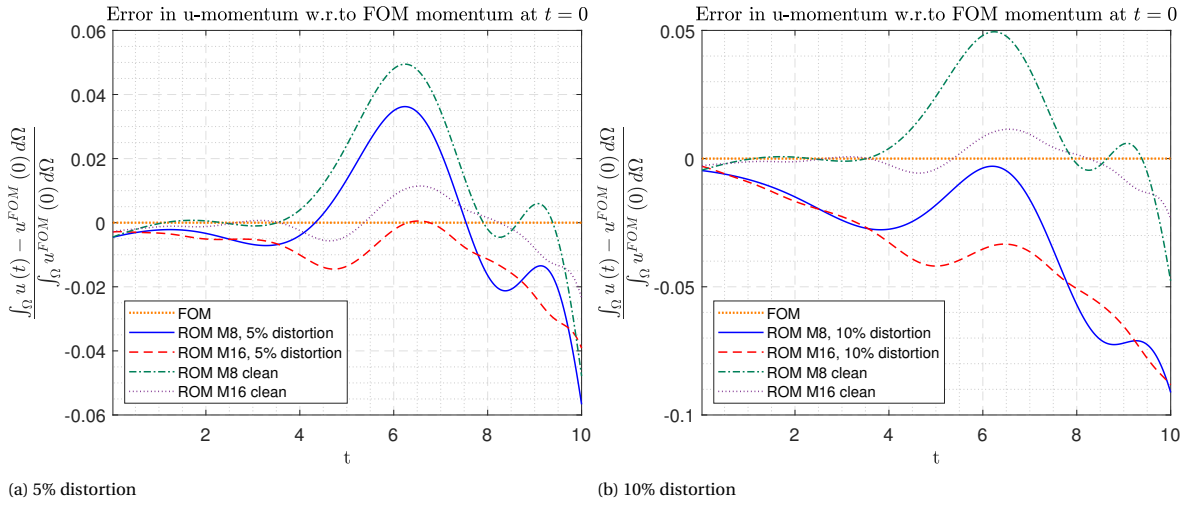 Error in u-momentum w.r.to FOM momentum at t = 0
0.06
0.04
0.02
0
-0.02
-0.04
-0.06
2
4
6
8
10
t
∫Ω u (t) − u^FOM (0) dΩ
∫Ω u^FOM (0) dΩ
FOM
ROM M8, 5% distortion
ROM M16, 5% distortion
ROM M8 clean
ROM M16 clean
(a) 5% distortion
Error in u-momentum w.r.to FOM momentum at t = 0
0.05
0
-0.05
-0.1
2
4
6
8
10
t
∫Ω u (t) − u^FOM (0) dΩ
∫Ω u^FOM (0) dΩ
FOM
ROM M8, 10% distortion
ROM M16, 10% distortion
ROM M8 clean
ROM M16 clean
(b) 10% distortion